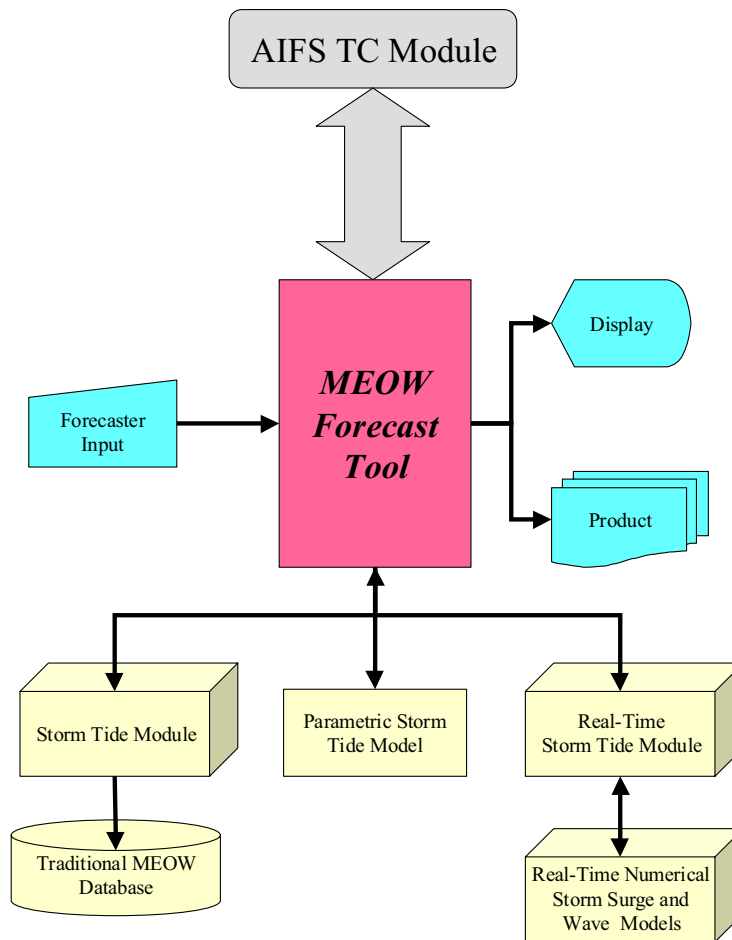 AIFS TC Module
MEOW
Forecast
Tool
Forecaster
Input
Display
Product
Storm Tide Module
Parametric Storm
Tide Model
Real-Time
Storm Tide Module
Traditional MEOW
Database
Real-Time Numerical
Storm Surge and
Wave Models